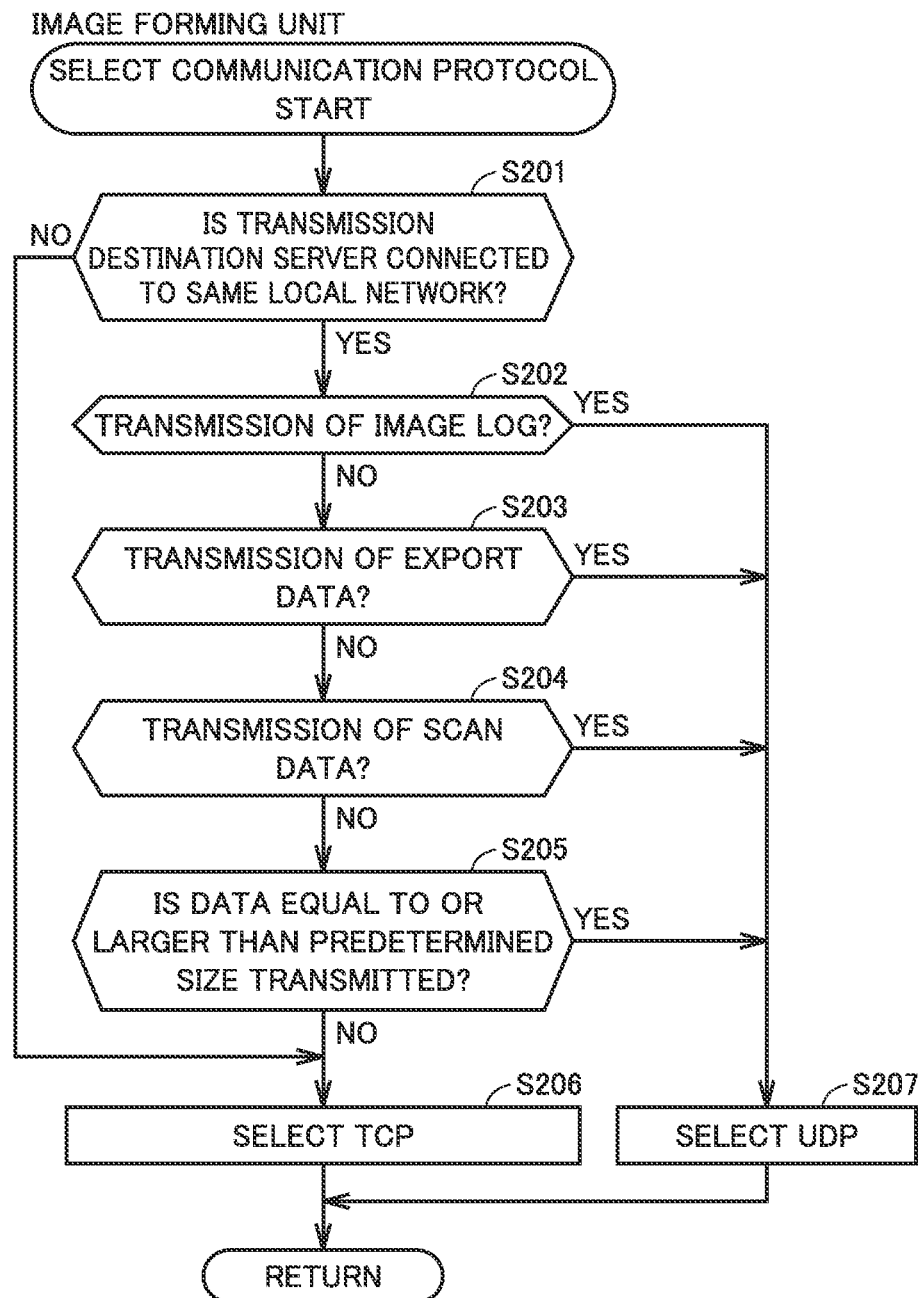 IMAGE FORMING UNIT
SELECT COMMUNICATION PROTOCOL
START
S201
IS TRANSMISSION
DESTINATION SERVER CONNECTED
TO SAME LOCAL NETWORK?
NO
YES
S202
TRANSMISSION OF IMAGE LOG?
YES
NO
S203
TRANSMISSION OF EXPORT
DATA?
YES
NO
S204
TRANSMISSION OF SCAN
DATA?
YES
NO
S205
IS DATA EQUAL TO OR
LARGER THAN PREDETERMINED
SIZE TRANSMITTED?
YES
NO
S206
SELECT TCP
S207
SELECT UDP
RETURN